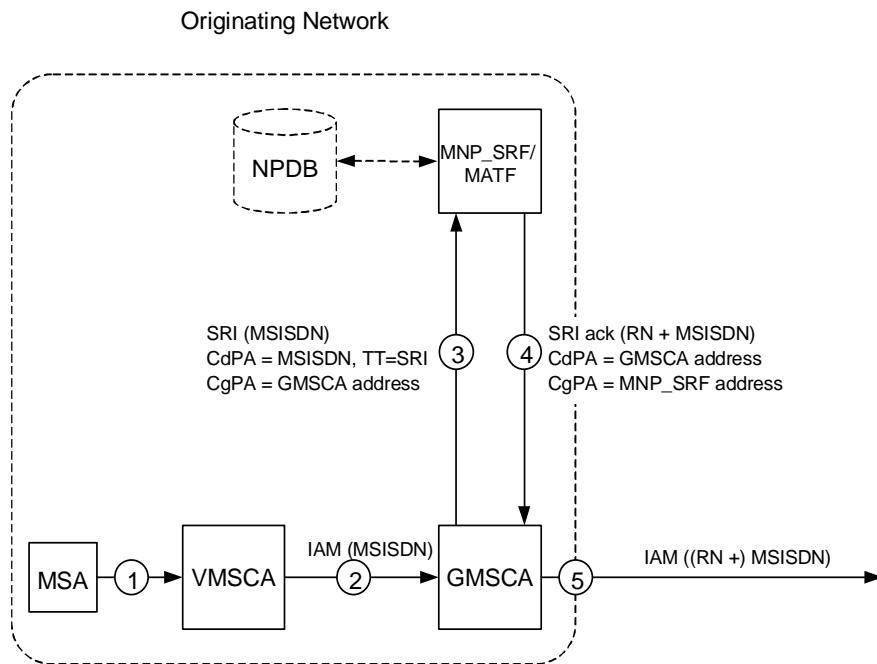 Originating Network
NPDB
MNP_SRF/
MATF
SRI (MSISDN)
CdPA = MSISDN, TT=SRI
CgPA = GMSCA address
3
4
SRI ack (RN + MSISDN)
CdPA = GMSCA address
CgPA = MNP_SRF address
MSA
1
VMSCA
IAM (MSISDN)
2
GMSCA
5
IAM ((RN +) MSISDN)